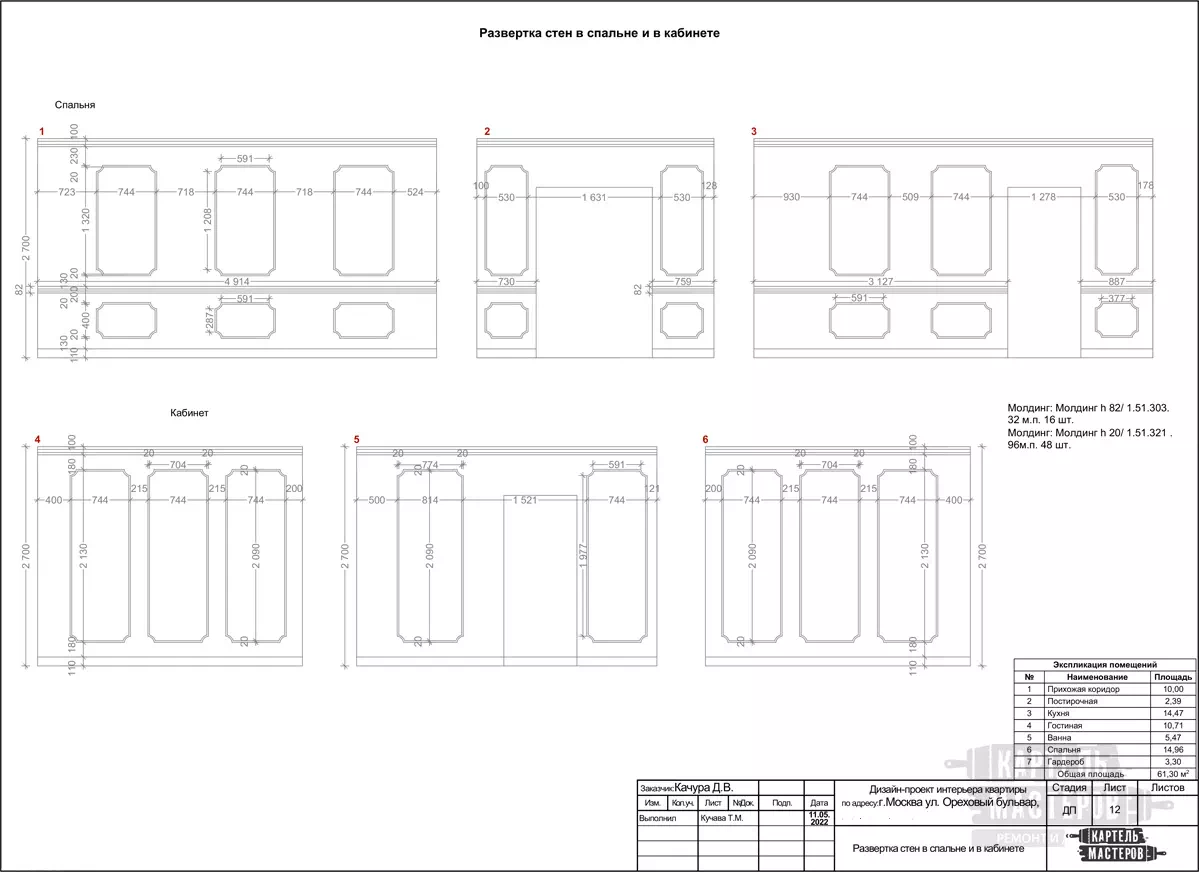 Развертка стен в спальне и в кабинете
Спальня
1
100
230
20
591
723 744 718 744 718 744 524
1 320
1 208
2 700
20
130
4 914
82
200
20
591
400
287
20
130
110
2
100
128
530 1 631 530
730
759
82
3
178
930 744 509 744 1 278 530
3 127
887
591
377
Молдинг: Молдинг h 82/ 1.51.303.
32 м.п. 16 шт.
Молдинг: Молдинг h 20/ 1.51.321 .
96м.п. 48 шт.
Кабинет
4
100
20 20
180
704
20
215 215 200
400 744 744 744
2 700
2 130
2 090
180
20
110
5
20 20
774
20
591
121
500 814 1 521 744
2 700
2 090
1 977
20
6
100
20 20
20
704
180
200 215 215
744 744 744 400
2 090
2 130
2 700
20
180
110
Экспликация помещений
№ Наименование Площадь
1 Прихожая коридор 10,00
2 Постирочная 2,39
3 Кухня 14,47
4 Гостиная 10,71
5 Ванна 5,47
6 Спальня 14,96
7 Гардероб 3,30
Общая площадь 61,30 м²
Заказчик: Качура Д.В.
Изм. Кол.уч. Лист №Док. Подп. Дата
Выполнил Кучава Т.М. 11.05.
2022
Дизайн-проект интерьера квартиры
по адресу: г.Москва ул. Ореховый бульвар,
Стадия Лист Листов
ДП 12
Развертка стен в спальне и в кабинете
КАРТЕЛЬ
МАСТЕРОВ
РЕМОНТ И
КАРТЕЛЬ
МАСТЕРОВ